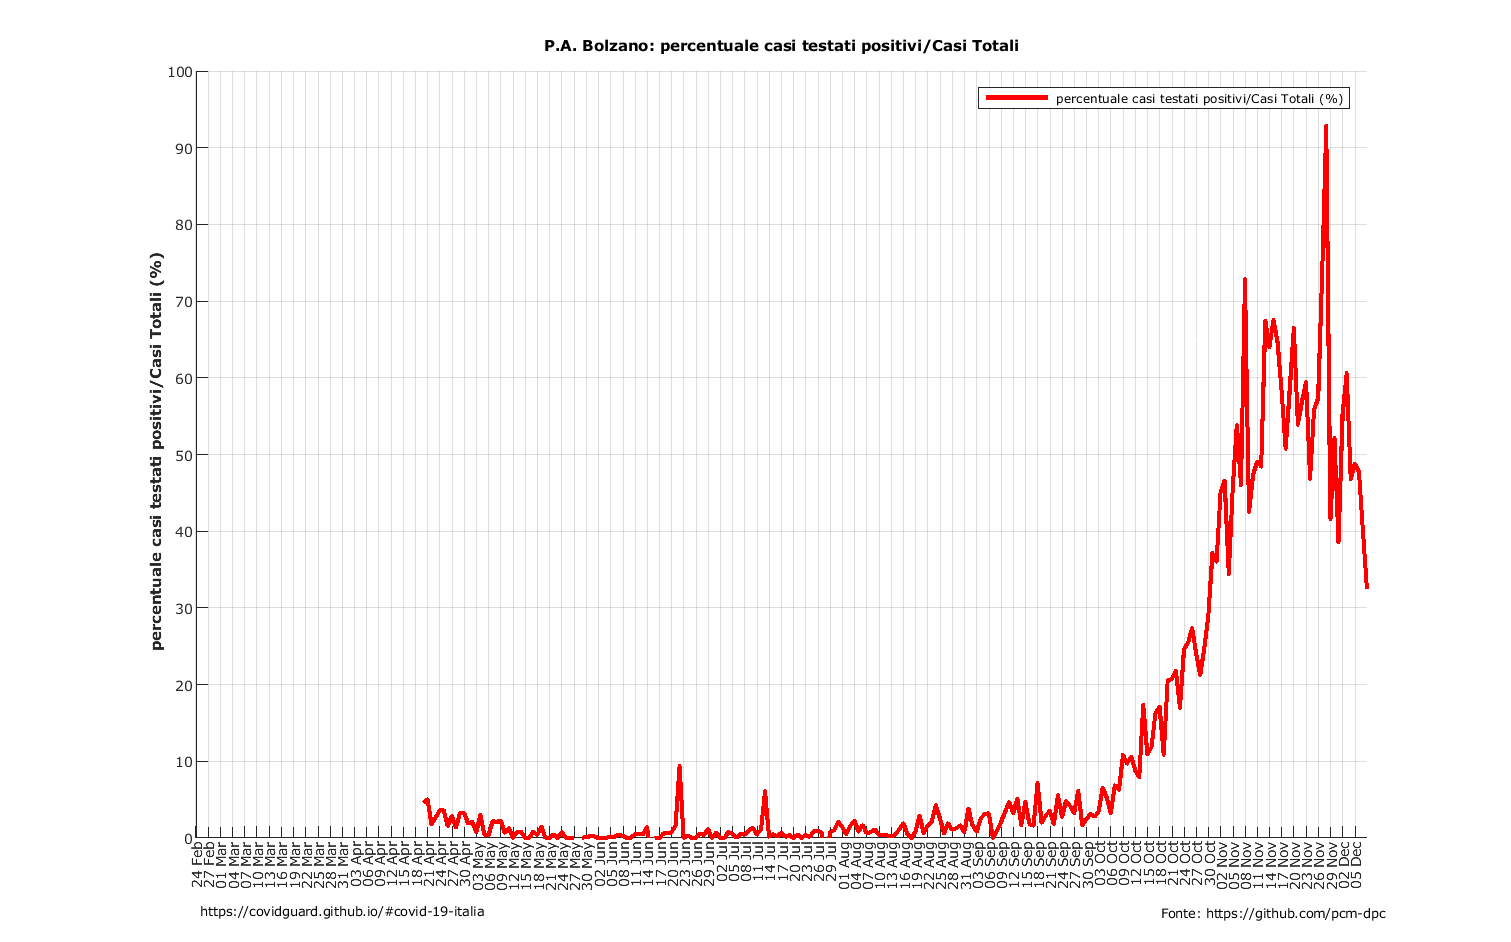 P.A. Bolzano: percentuale casi testati positivi/Casi Totali
percentuale casi testati positivi/Casi Totali (%)
percentuale casi testati positivi/Casi Totali (%)
100
90
80
70
60
50
40
30
20
10
0
24 Feb
27 Feb
01 Mar
04 Mar
07 Mar
10 Mar
13 Mar
16 Mar
19 Mar
22 Mar
25 Mar
28 Mar
31 Mar
03 Apr
06 Apr
09 Apr
12 Apr
15 Apr
18 Apr
21 Apr
24 Apr
27 Apr
30 Apr
03 May
06 May
09 May
12 May
15 May
18 May
21 May
24 May
27 May
30 May
02 Jun
05 Jun
08 Jun
11 Jun
14 Jun
17 Jun
20 Jun
23 Jun
26 Jun
29 Jun
02 Jul
05 Jul
08 Jul
11 Jul
14 Jul
17 Jul
20 Jul
23 Jul
26 Jul
29 Jul
01 Aug
04 Aug
07 Aug
10 Aug
13 Aug
16 Aug
19 Aug
22 Aug
25 Aug
28 Aug
31 Aug
03 Sep
06 Sep
09 Sep
12 Sep
15 Sep
18 Sep
21 Sep
24 Sep
27 Sep
30 Sep
03 Oct
06 Oct
09 Oct
12 Oct
15 Oct
18 Oct
21 Oct
24 Oct
27 Oct
30 Oct
02 Nov
05 Nov
08 Nov
11 Nov
14 Nov
17 Nov
20 Nov
23 Nov
26 Nov
29 Nov
02 Dec
05 Dec
https://covidguard.github.io/#covid-19-italia
Fonte: https://github.com/pcm-dpc